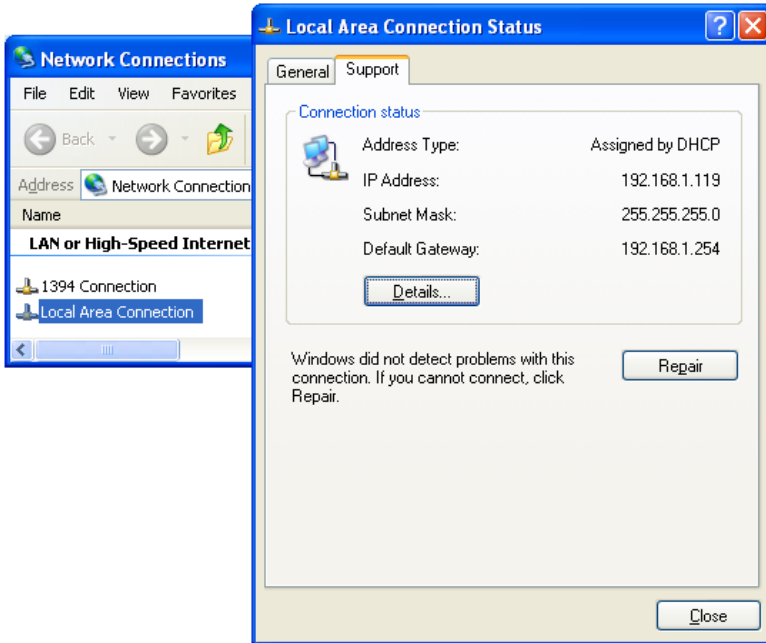 Network Connections
File Edit View Favorites
Back
Address Network Connection
Name
LAN or High-Speed Internet
1394 Connection
Local Area Connection
Local Area Connection Status
General Support
Connection status
Address Type: Assigned by DHCP
IP Address: 192.168.1.119
Subnet Mask: 255.255.255.0
Default Gateway: 192.168.1.254
Details...
Windows did not detect problems with this
connection. If you cannot connect, click
Repair.
Repair
Close